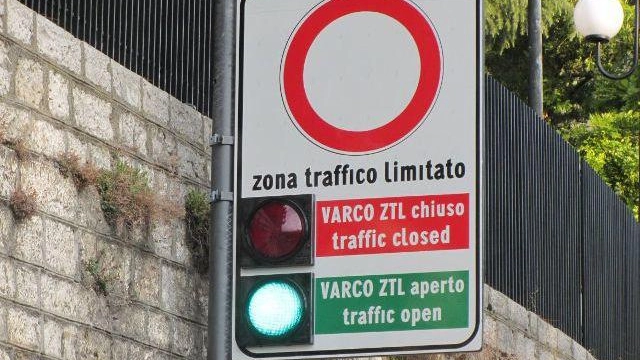 zona traffico limitato
VARCO ZTL chiuso
traffic closed
VARCO ZTL aperto
traffic open